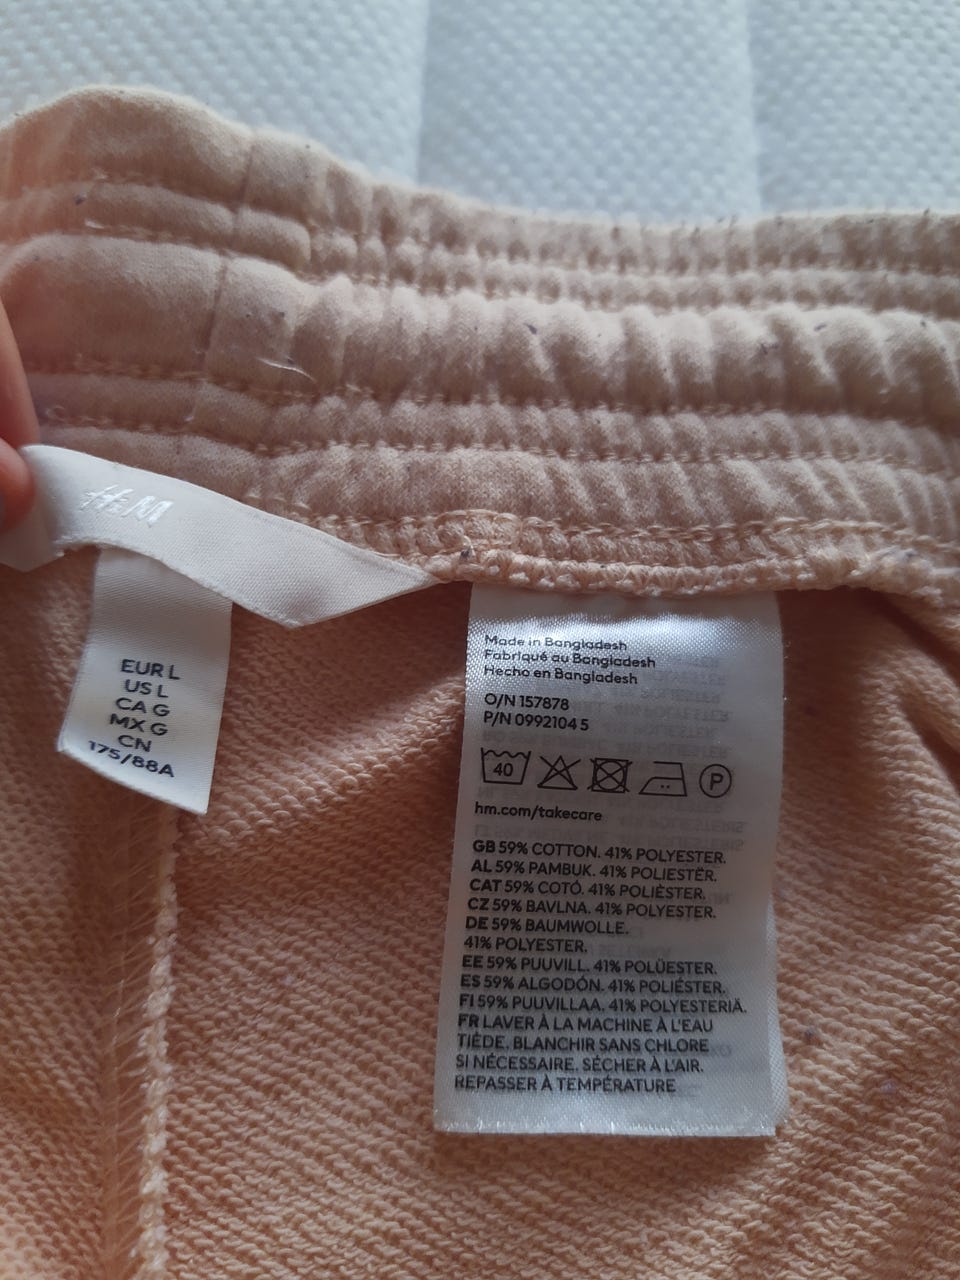 H&M
EUR L
US L
CA G
MX G
CN
175/88A
Made in Bangladesh
Fabriqué au Bangladesh
Hecho en Bangladesh
O/N 157878
P/N 0992104 5
40
P
hm.com/takecare
GB 59% COTTON. 41% POLYESTER.
AL 59% PAMBUK. 41% POLIESTËR.
CAT 59% COTÓ. 41% POLIÈSTER.
CZ 59% BAVLNA. 41% POLYESTER.
DE 59% BAUMWOLLE.
41% POLYESTER.
EE 59% PUUVILL. 41% POLÜESTER.
ES 59% ALGODÓN. 41% POLIÉSTER.
FI 59% PUUVILLAA. 41% POLYESTERIÄ.
FR LAVER À LA MACHINE À L'EAU
TIÈDE. BLANCHIR SANS CHLORE
SI NÉCESSAIRE. SÉCHER À L'AIR.
REPASSER À TEMPÉRATURE